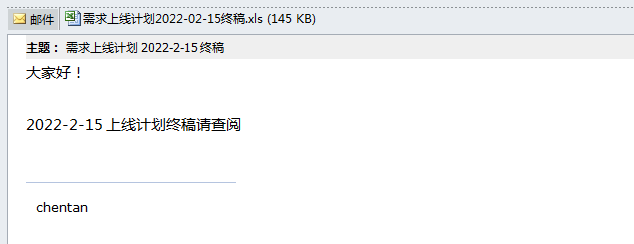 邮件 需求上线计划2022-02-15终稿.xls (145 KB)
主题： 需求上线计划 2022-2-15 终稿
大家好！
2022-2-15 上线计划终稿请查阅
chentan